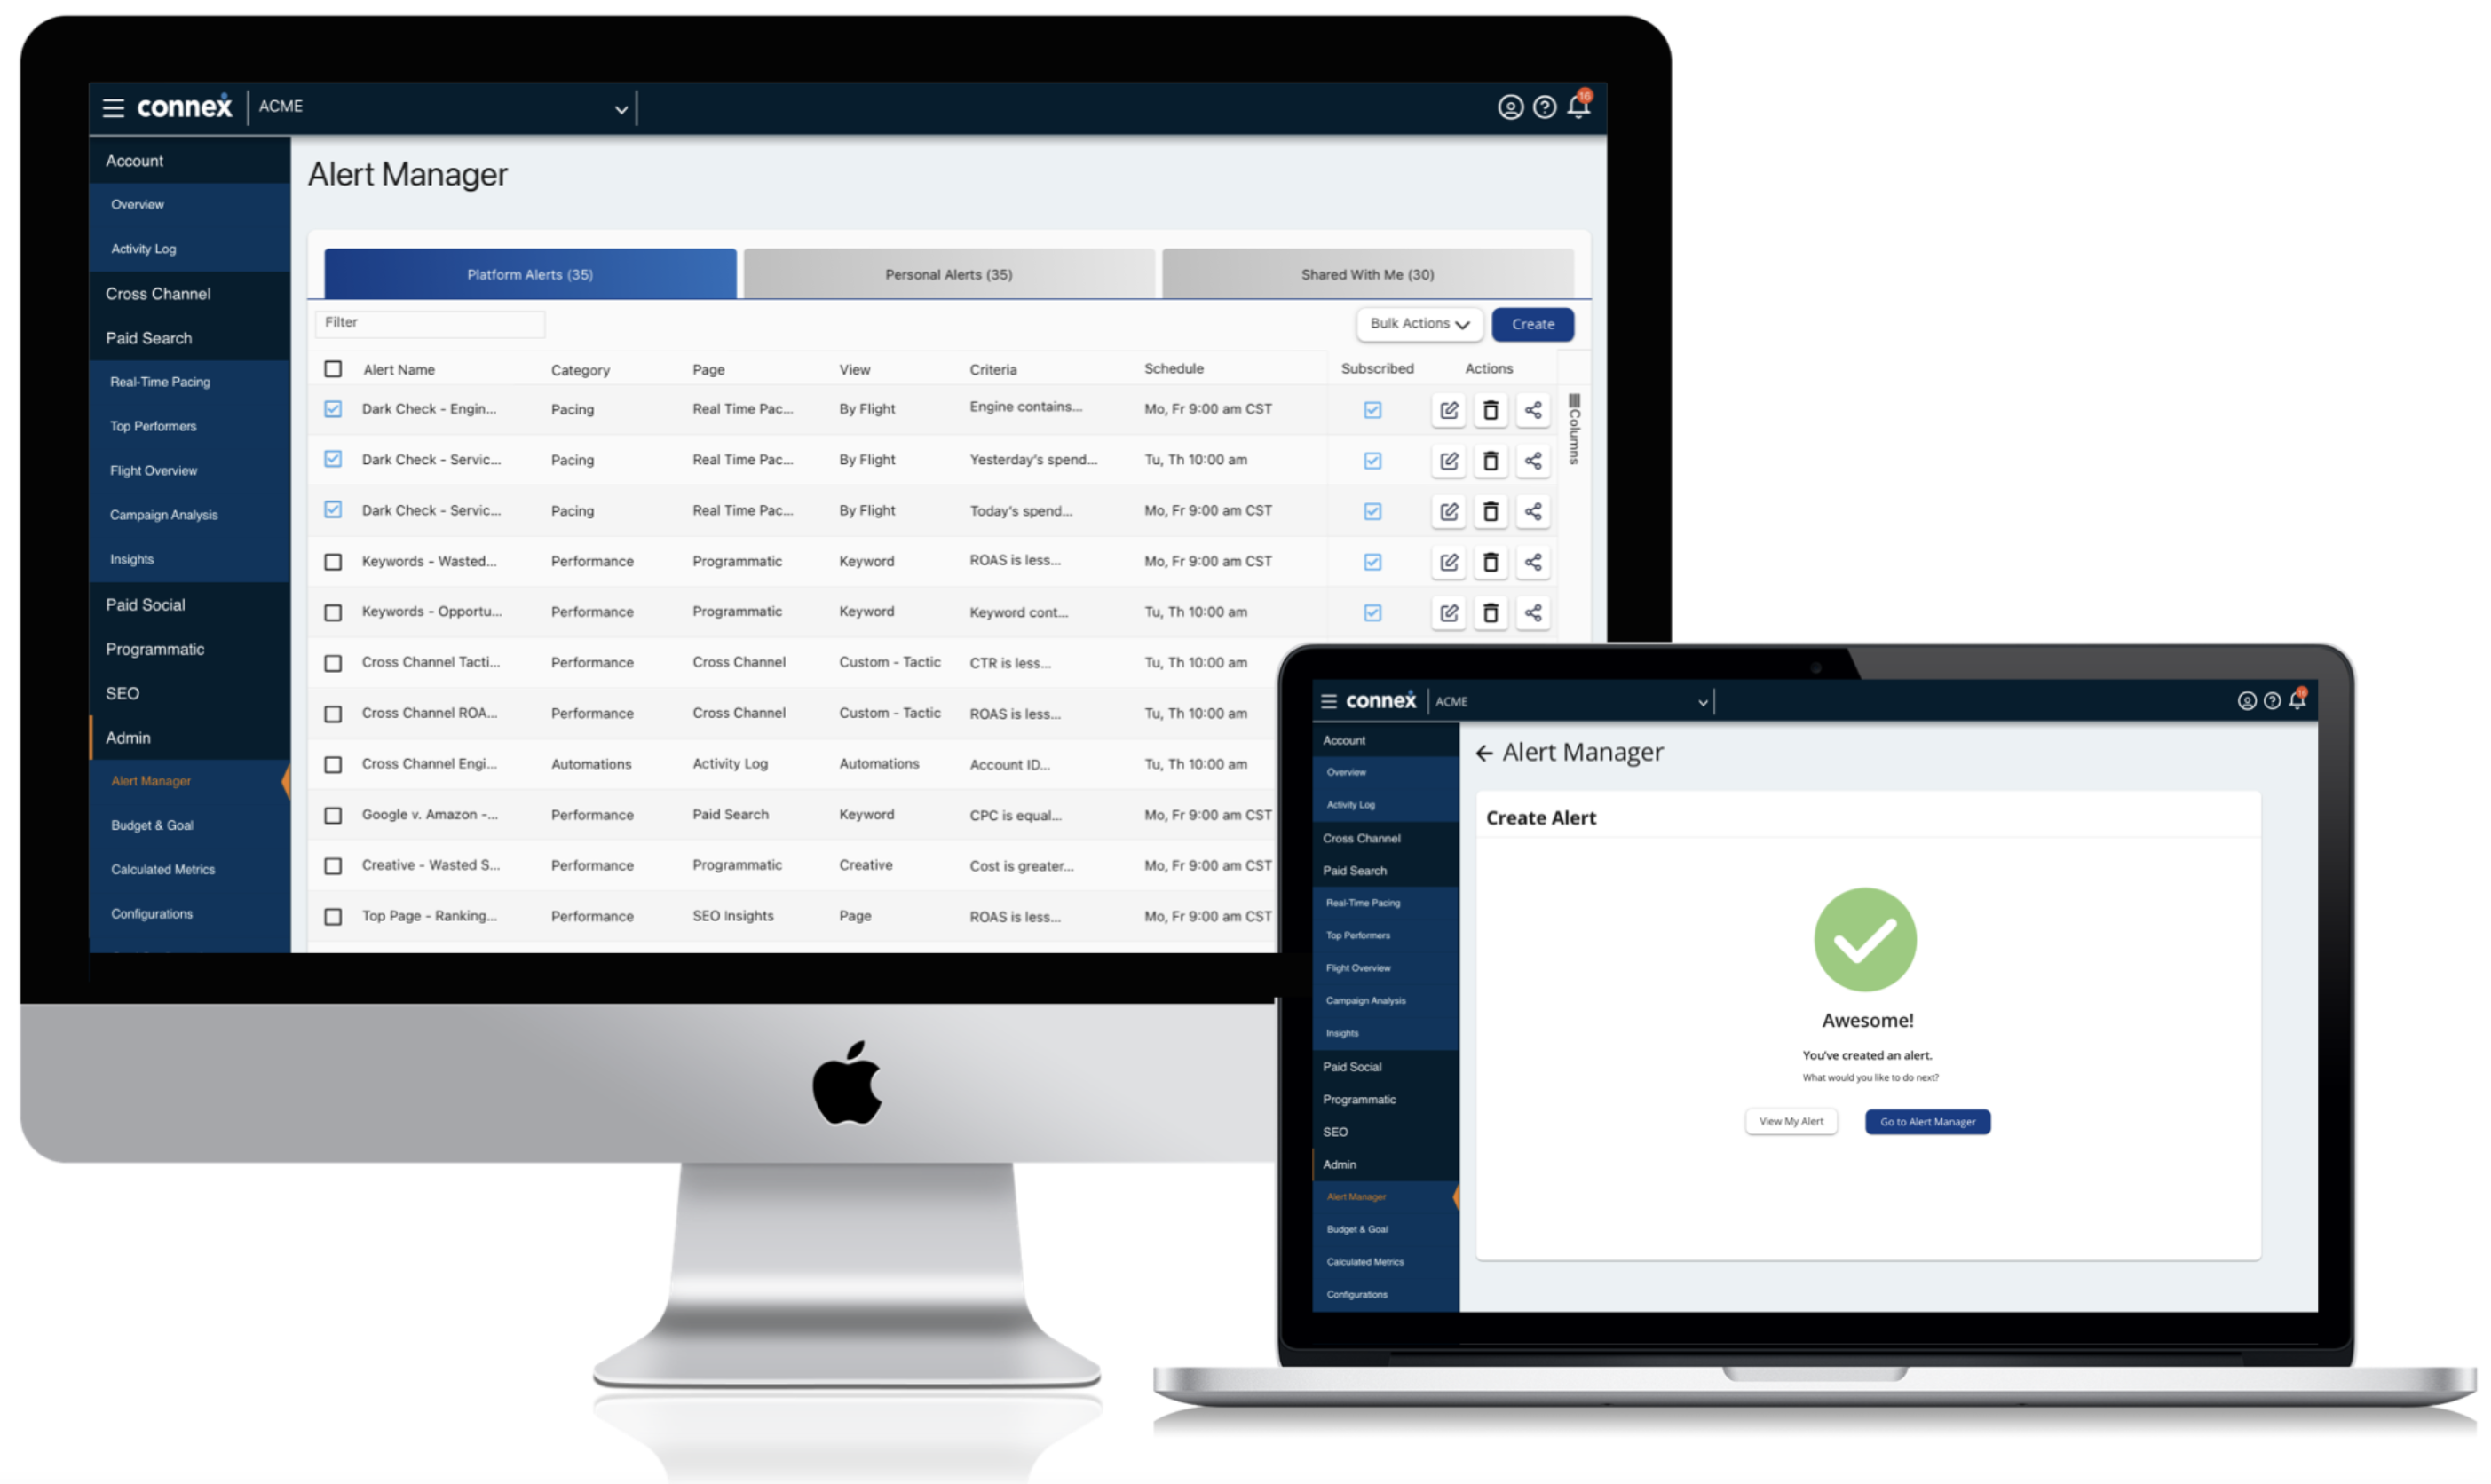 connex ACME
16
Account
Overview
Activity Log
Cross Channel
Paid Search
Real-Time Pacing
Top Performers
Flight Overview
Campaign Analysis
Insights
Paid Social
Programmatic
SEO
Admin
Alert Manager
Budget & Goal
Calculated Metrics
Configurations
Alert Manager
Platform Alerts (35) Personal Alerts (35) Shared With Me (30)
Filter Bulk Actions Create
Alert Name Category Page View Criteria Schedule Subscribed Actions
Columns
Dark Check - Engin... Pacing Real Time Pac... By Flight Engine contains... Mo, Fr 9:00 am CST
Dark Check - Servic... Pacing Real Time Pac... By Flight Yesterday's spend... Tu, Th 10:00 am
Dark Check - Servic... Pacing Real Time Pac... By Flight Today's spend... Mo, Fr 9:00 am CST
Keywords - Wasted... Performance Programmatic Keyword ROAS is less... Mo, Fr 9:00 am CST
Keywords - Opportu... Performance Programmatic Keyword Keyword cont... Tu, Th 10:00 am
Cross Channel Tacti... Performance Cross Channel Custom - Tactic CTR is less... Tu, Th 10:00 am
Cross Channel ROA... Performance Cross Channel Custom - Tactic ROAS is less... Tu, Th 10:00 am
Cross Channel Engi... Automations Activity Log Automations Account ID... Tu, Th 10:00 am
Google v. Amazon -... Performance Paid Search Keyword CPC is equal... Mo, Fr 9:00 am CST
Creative - Wasted S... Performance Programmatic Creative Cost is greater... Mo, Fr 9:00 am CST
Top Page - Ranking... Performance SEO Insights Page ROAS is less... Mo, Fr 9:00 am CST
connex ACME
16
Account
Overview
Activity Log
Cross Channel
Paid Search
Real-Time Pacing
Top Performers
Flight Overview
Campaign Analysis
Insights
Paid Social
Programmatic
SEO
Admin
Alert Manager
Budget & Goal
Calculated Metrics
Configurations
Alert Manager
Create Alert
Awesome!
You've created an alert.
What would you like to do next?
View My Alert Go to Alert Manager